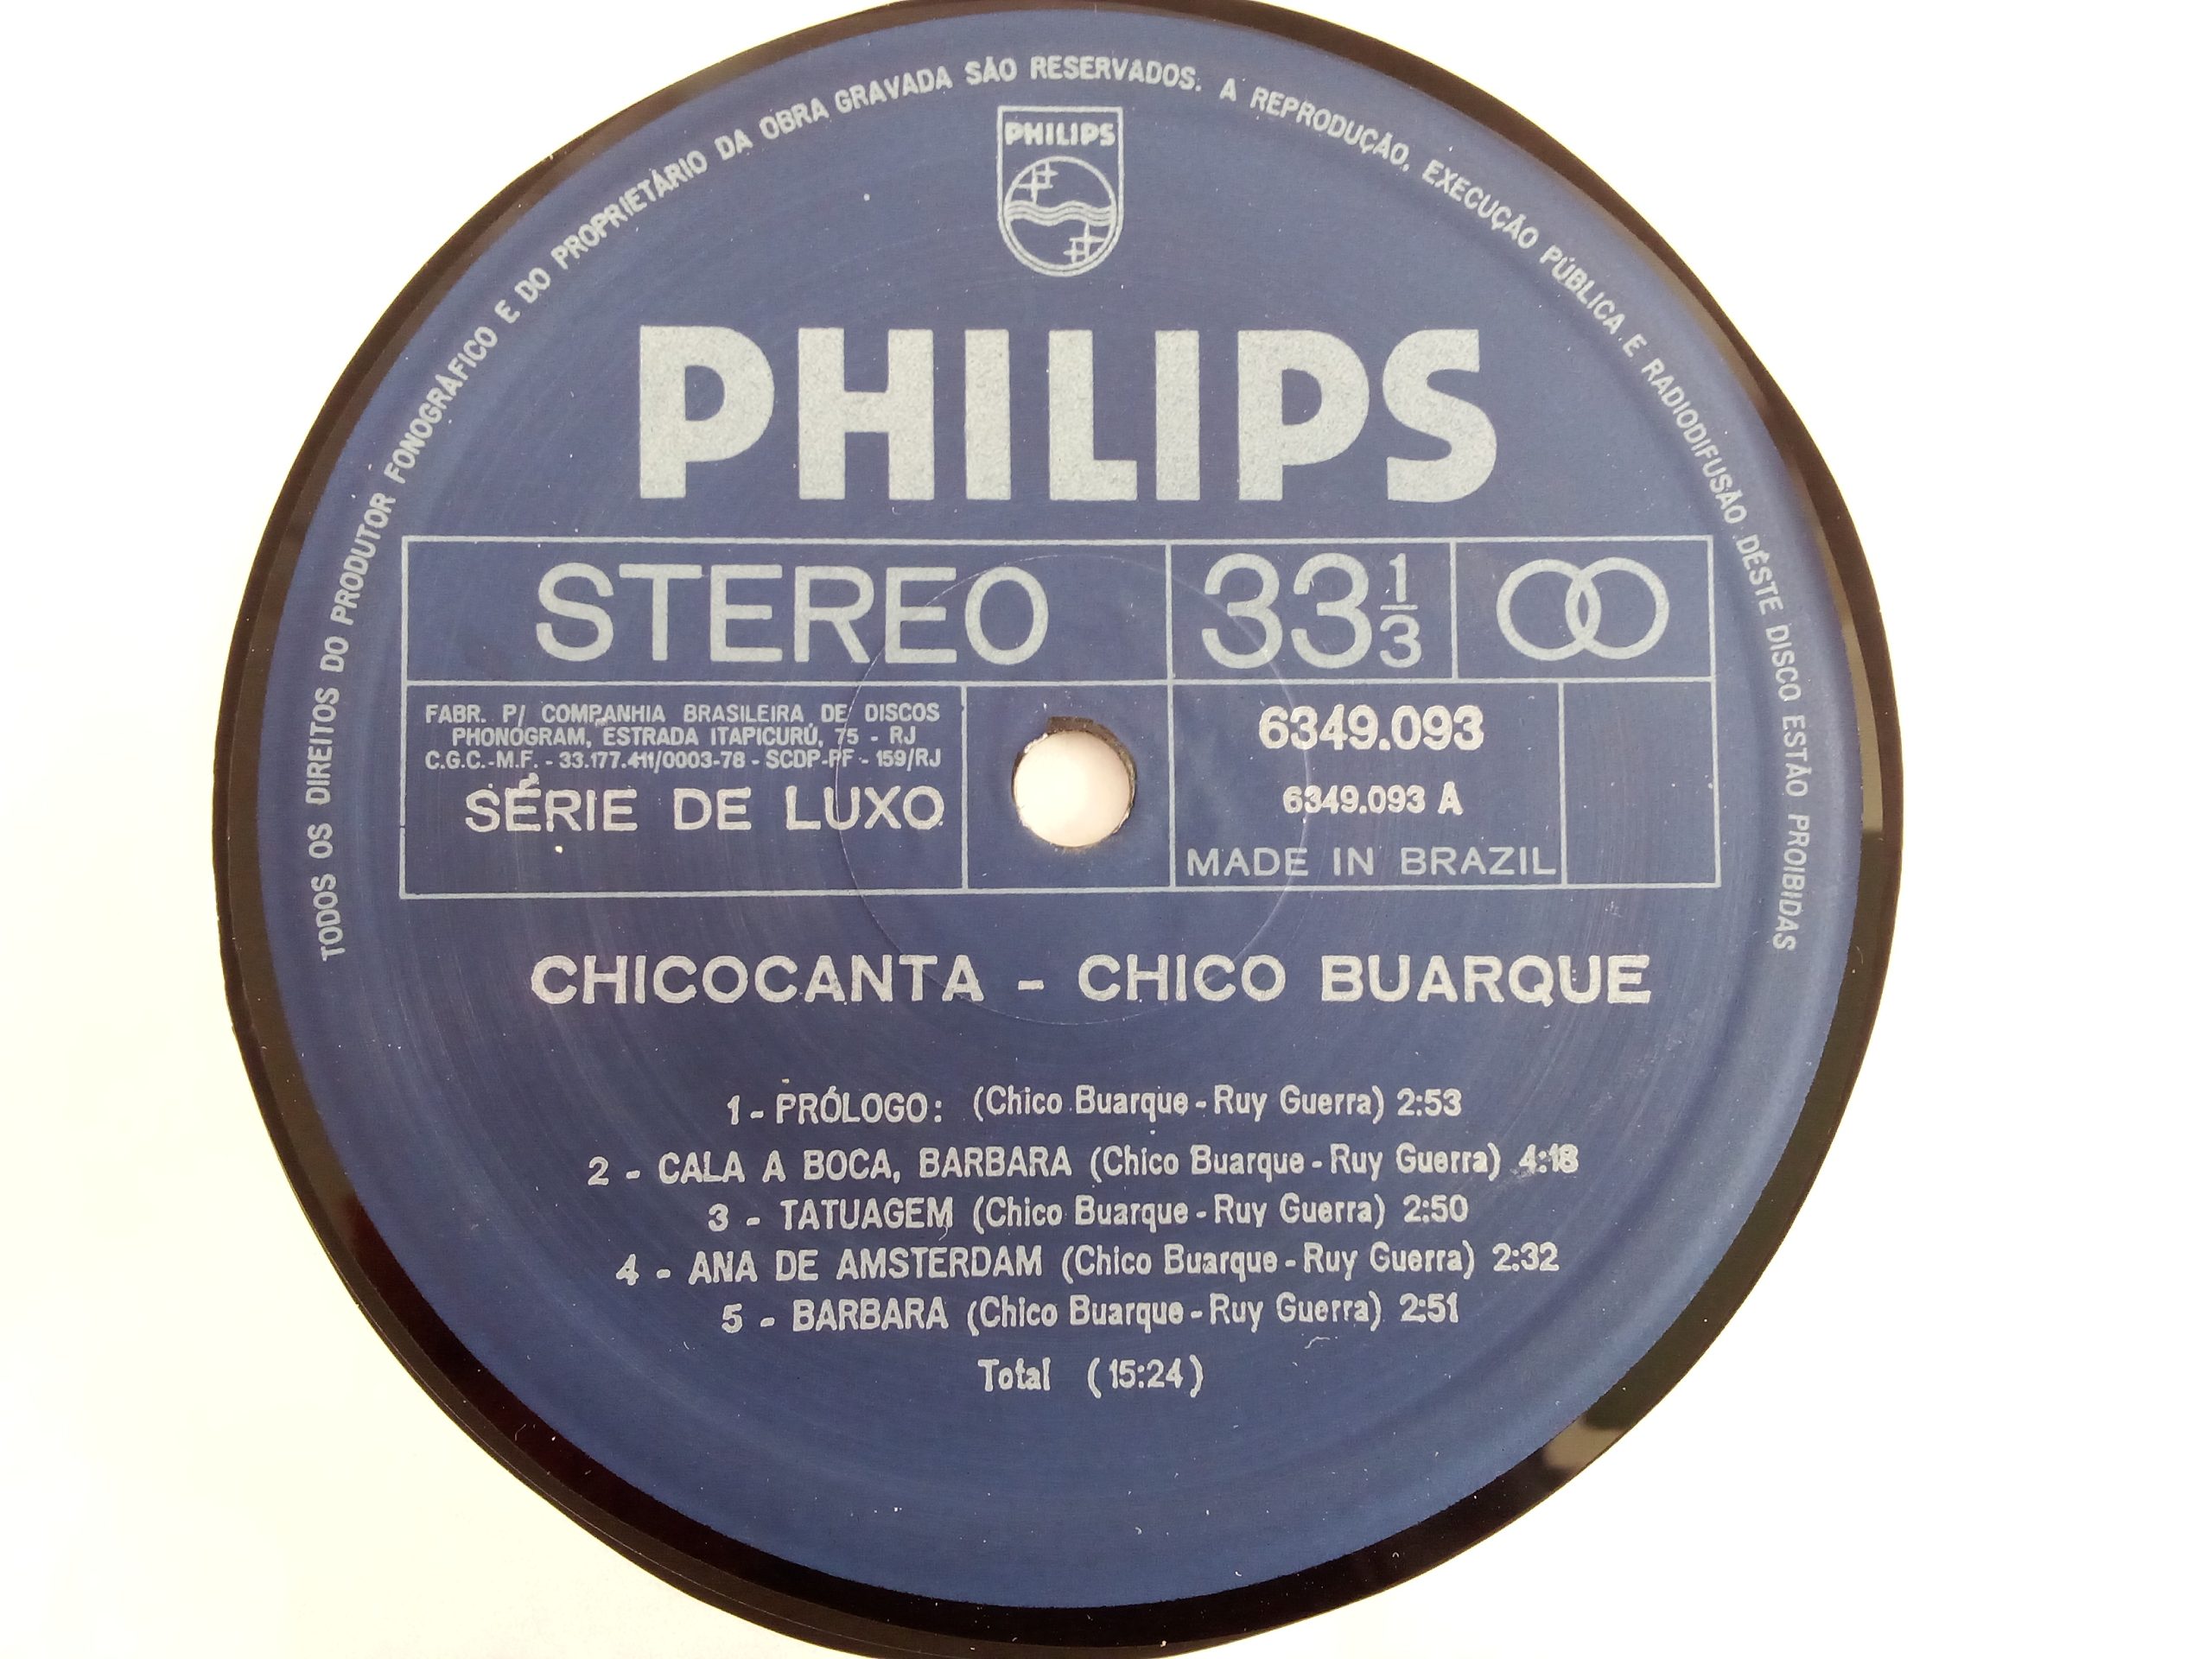 TODOS OS DIREITOS DO PRODUTOR FONOGRÁFICO E DO PROPRIETÁRIO DA OBRA GRAVADA SÃO RESERVADOS. A REPRODUÇÃO, EXECUÇÃO PÚBLICA E RADIODIFUSÃO DÊSTE DISCO ESTÃO PROIBIDAS
PHILIPS
PHILIPS
STEREO 33 1/3
FABR. P/ COMPANHIA BRASILEIRA DE DISCOS
PHONOGRAM, ESTRADA ITAPICURÚ, 75 - RJ
C.G.C.-M.F. - 33.177.411/0003-78 - SCDP-PF - 159/RJ
SÉRIE DE LUXO
6349.093
6349.093 A
MADE IN BRAZIL
CHICOCANTA - CHICO BUARQUE
1 - PRÓLOGO: (Chico Buarque - Ruy Guerra) 2:53
2 - CALA A BOCA, BARBARA (Chico Buarque - Ruy Guerra) 4:18
3 - TATUAGEM (Chico Buarque - Ruy Guerra) 2:50
4 - ANA DE AMSTERDAM (Chico Buarque - Ruy Guerra) 2:32
5 - BARBARA (Chico Buarque - Ruy Guerra) 2:51
Total (15:24)